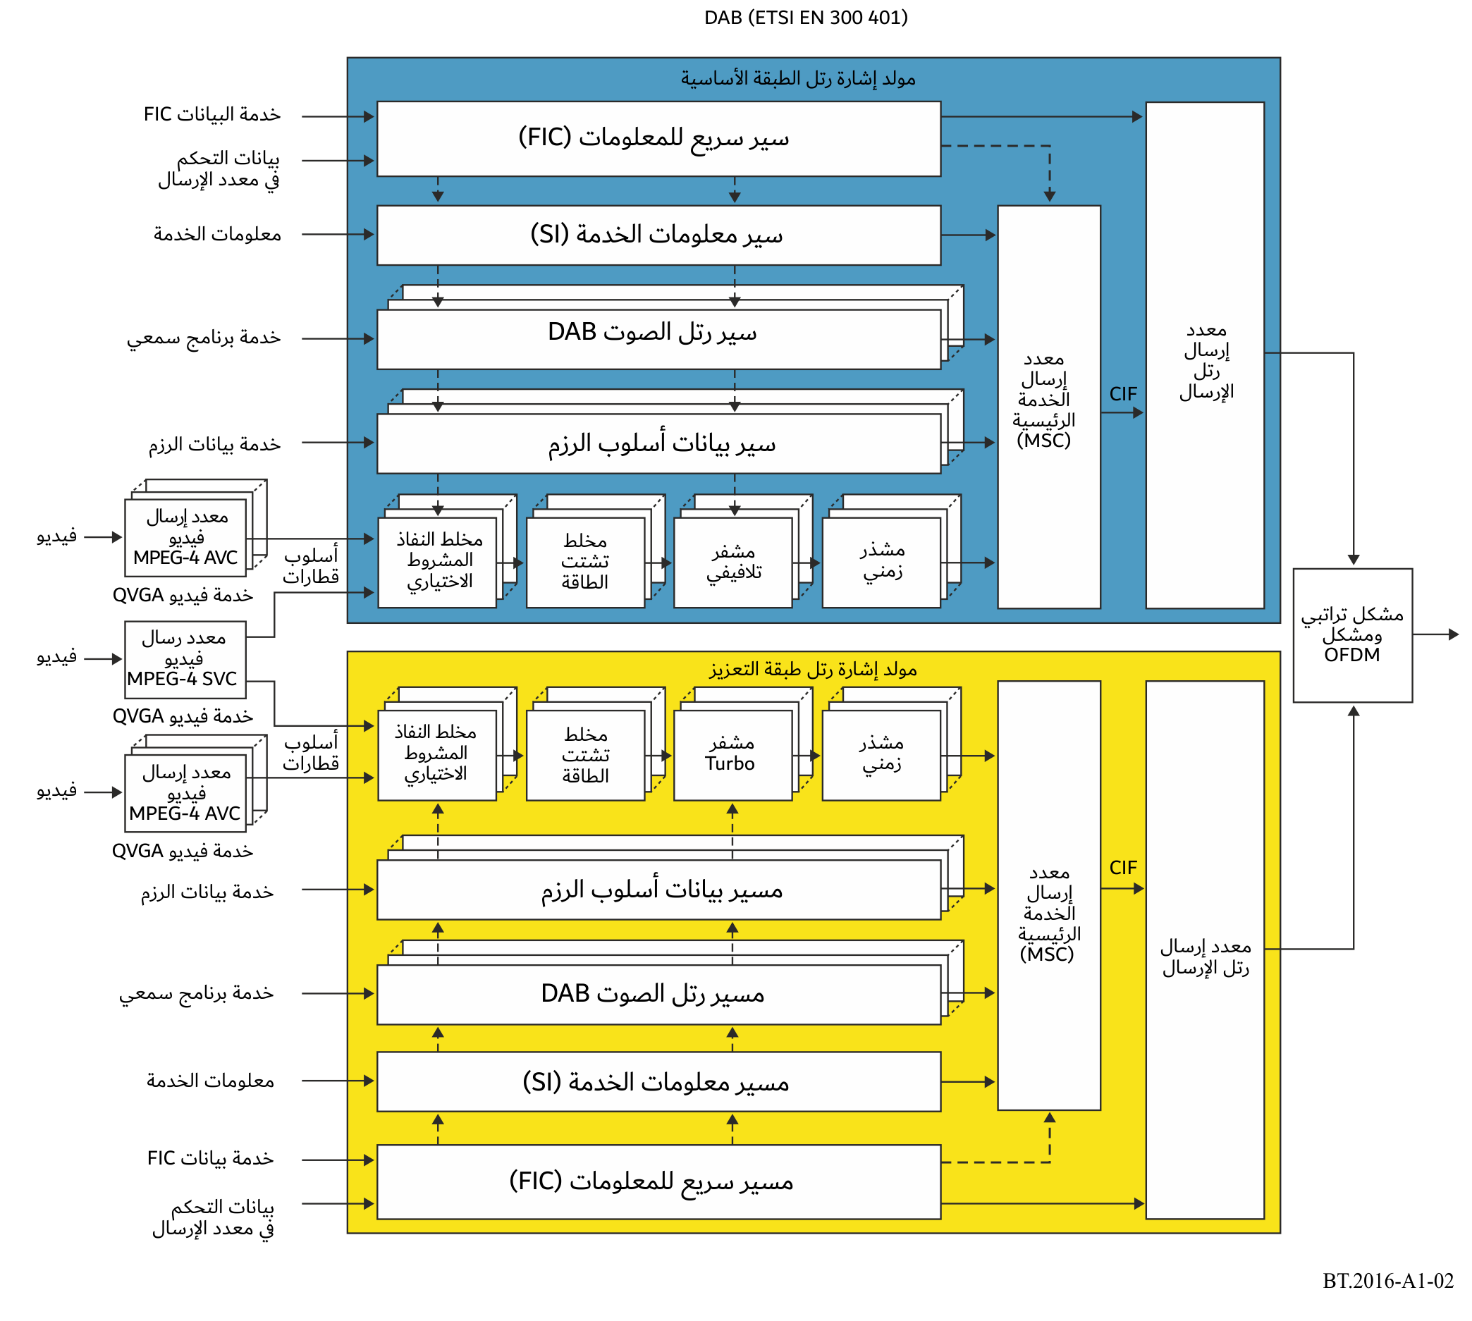 DAB (ETSI EN 300 401)
مولد إشارة رتل الطبقة الأساسية
خدمة البيانات FIC
بيانات التحكم
في معدد الإرسال
سير سريع للمعلومات (FIC)
معلومات الخدمة
سير معلومات الخدمة (SI)
خدمة برنامج سمعي
سير رتل الصوت DAB
خدمة بيانات الرزم
سير بيانات أسلوب الرزم
معدد
إرسال
الخدمة
الرئيسية
(MSC)
CIF
معدد
إرسال
رتل
الإرسال
فيديو
معدد إرسال
فيديو
MPEG-4 AVC
خدمة فيديو QVGA
أسلوب
قطارات
مخلط النفاذ
المشروط
الاختياري
مخلط
تشتت
الطاقة
مشفر
تلافيفي
مشذر
زمني
فيديو
معدد رسال
فيديو
MPEG-4 SVC
خدمة فيديو QVGA
مشكل تراتبي
ومشكل
OFDM
مولد إشارة رتل طبقة التعزيز
فيديو
معدد إرسال
فيديو
MPEG-4 AVC
خدمة فيديو QVGA
أسلوب
قطارات
مخلط النفاذ
المشروط
الاختياري
مخلط
تشتت
الطاقة
مشفر
Turbo
مشذر
زمني
خدمة بيانات الرزم
مسير بيانات أسلوب الرزم
خدمة برنامج سمعي
مسير رتل الصوت DAB
معلومات الخدمة
مسير معلومات الخدمة (SI)
خدمة بيانات FIC
بيانات التحكم
في معدد الإرسال
مسير سريع للمعلومات (FIC)
معدد
إرسال
الخدمة
الرئيسية
(MSC)
CIF
معدد إرسال
رتل الإرسال
BT.2016-A1-02